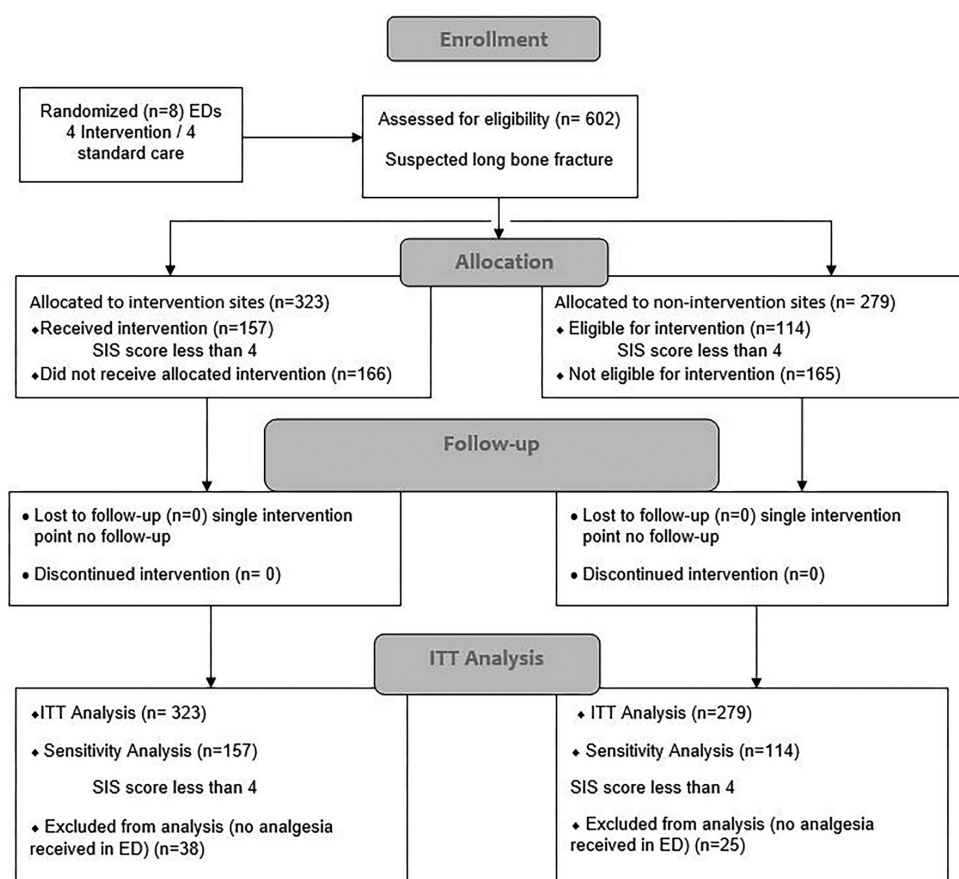 Enrollment
Randomized (n=8) EDs
4 Intervention / 4
standard care
Assessed for eligibility (n= 602)
Suspected long bone fracture
Allocation
Allocated to intervention sites (n=323)
◆Received intervention (n=157)
SIS score less than 4
◆Did not receive allocated intervention (n=166)
Allocated to non-intervention sites (n= 279)
◆ Eligible for intervention (n=114)
SIS score less than 4
◆ Not eligible for intervention (n=165)
Follow-up
● Lost to follow-up (n=0) single intervention
point no follow-up
● Discontinued intervention (n= 0)
● Lost to follow-up (n=0) single intervention
point no follow-up
● Discontinued intervention (n=0)
ITT Analysis
◆ITT Analysis (n= 323)
◆ Sensitivity Analysis (n=157)
SIS score less than 4
◆ Excluded from analysis (no analgesia
received in ED) (n=38)
◆ ITT Analysis (n=279)
◆ Sensitivity Analysis (n=114)
SIS score less than 4
◆ Excluded from analysis (no analgesia
received in ED) (n=25)